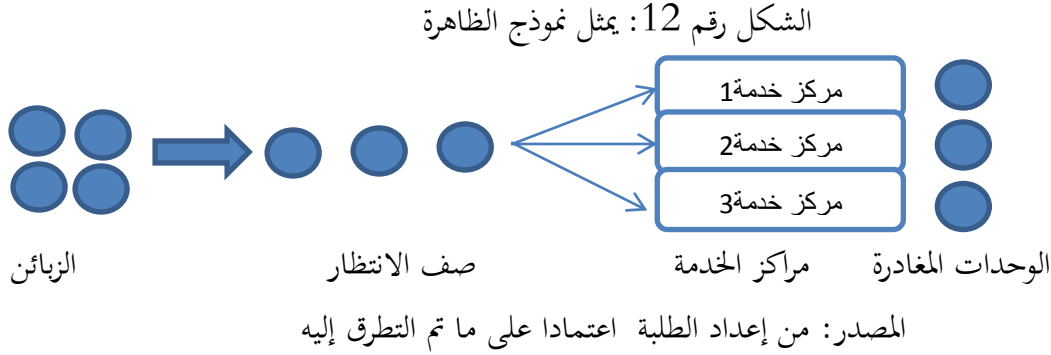 الشكل رقم 12: يمثل نموذج الظاهرة
مركز خدمة1
مركز خدمة2
مركز خدمة3
الوحدات المغادرة
مراكز الخدمة
صف الانتظار
الزبائن
المصدر: من إعداد الطلبة اعتمادا على ما تم التطرق إليه